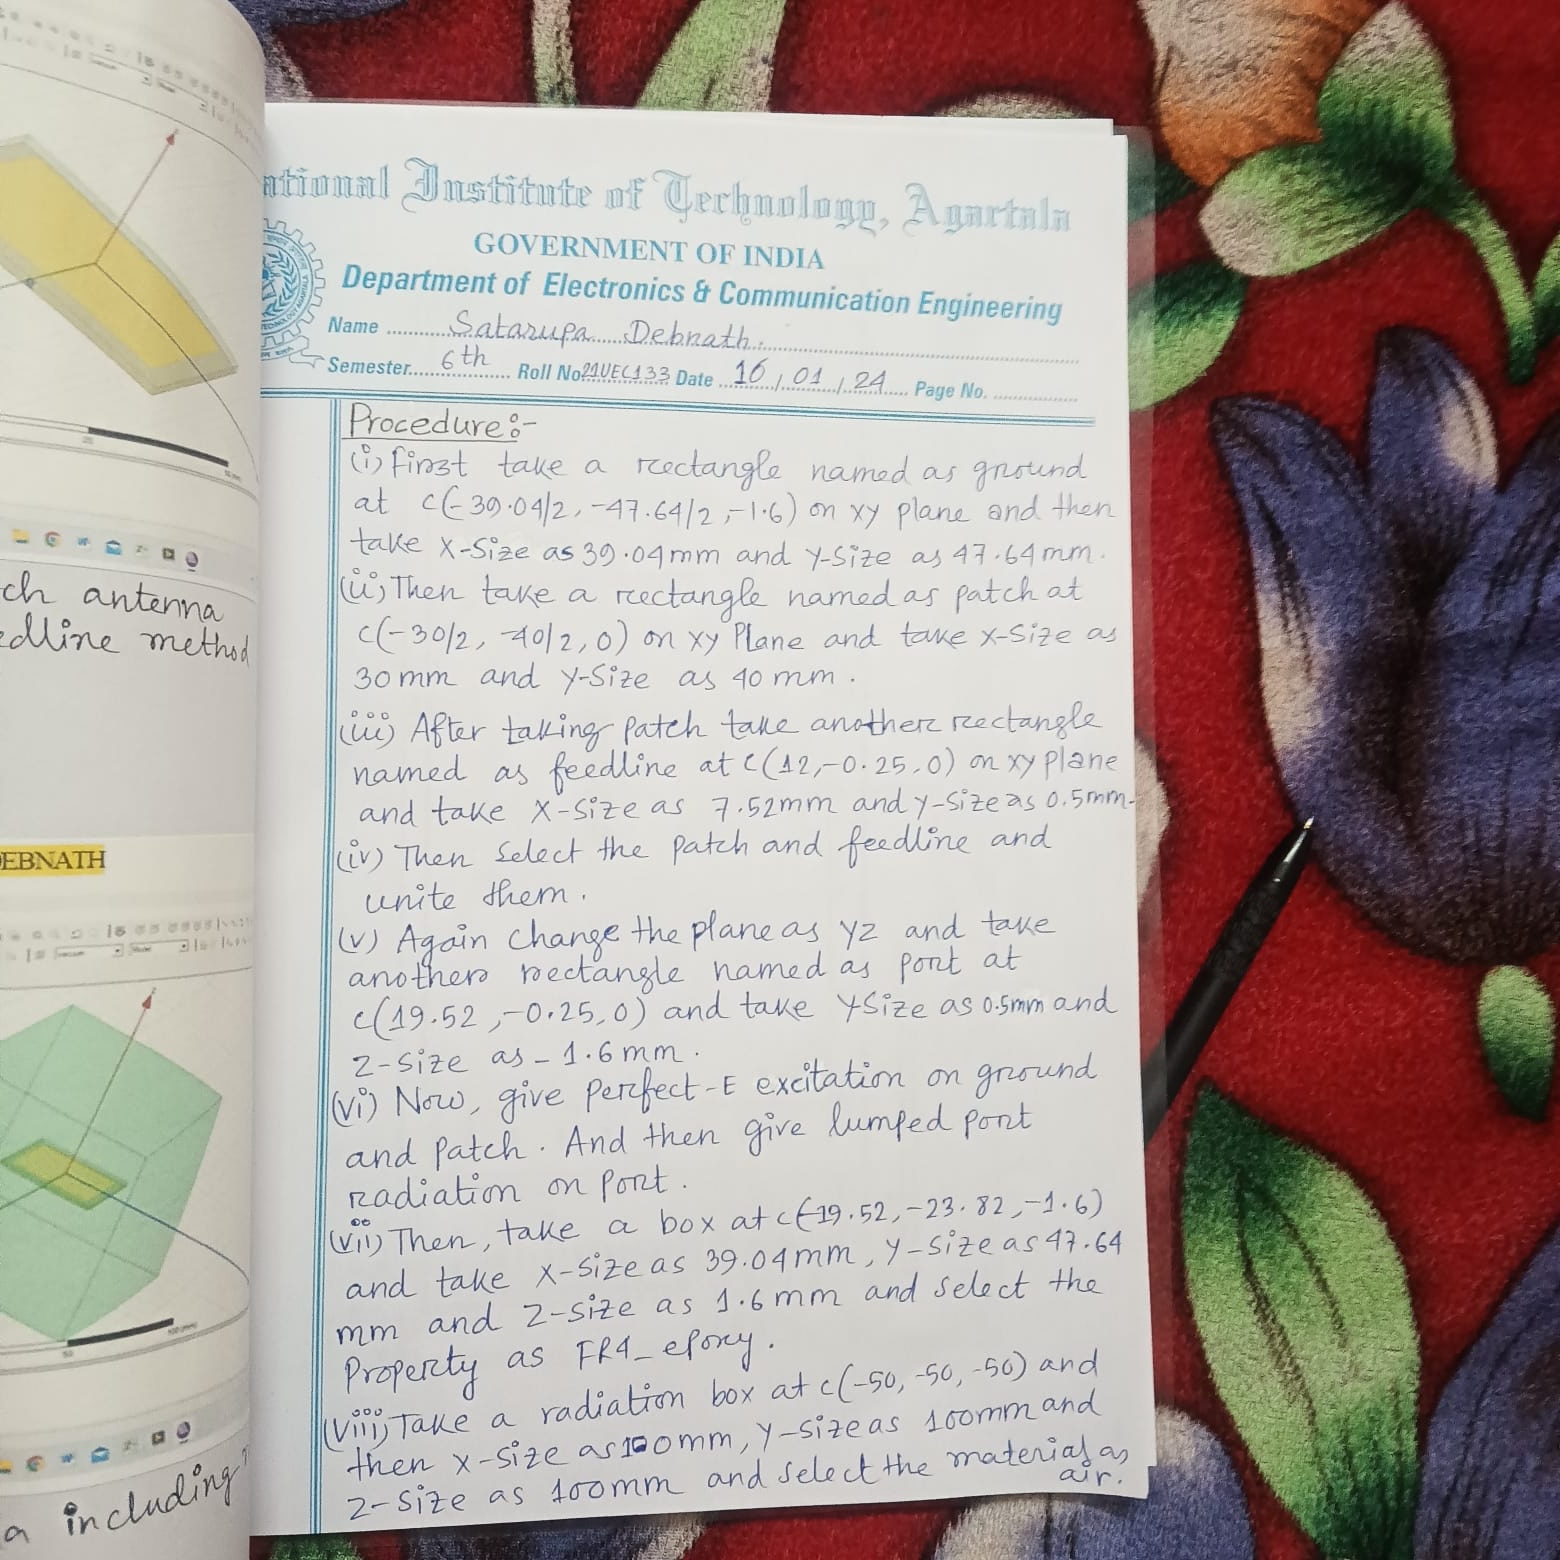 ch antenna
edline method
EBNATH
a including
ational Institute of Technology, Agartala
GOVERNMENT OF INDIA
Department of Electronics & Communication Engineering
Name Satarupa Debnath.
Semester 6th Roll No 21UEC133 Date 16/01/24 Page No.
Procedure:-
(i) first take a rectangle named as ground
at c(-39.04/2, -47.64/2, -1.6) on xy plane and then
take X-Size as 39.04mm and Y-Size as 47.64mm.
(ii) Then take a rectangle named as patch at
c(-30/2, -40/2, 0) on xy Plane and take X-Size as
30mm and Y-Size as 40 mm.
(iii) After taking Patch take another rectangle
named as feedline at c(12, -0.25, 0) on xy plane
and take X-Size as 7.52mm and Y-Size as 0.5mm.
(iv) Then Select the Patch and feedline and
unite them.
(v) Again change the plane as YZ and take
another rectangle named as port at
c(19.52, -0.25, 0) and take YSize as 0.5mm and
Z-Size as -1.6mm.
(vi) Now, give Perfect-E excitation on ground
and patch. And then give lumped port
radiation on Port.
(vii) Then, take a box at c(-19.52, -23.82, -1.6)
and take X-Size as 39.04mm, Y-Size as 47.64
mm and Z-Size as 1.6mm and select the
Property as FR4_epoxy.
(viii) Take a radiation box at c(-50, -50, -50) and
then X-Size as 100mm, Y-Size as 100mm and
Z-Size as 100mm and select the material as
air.